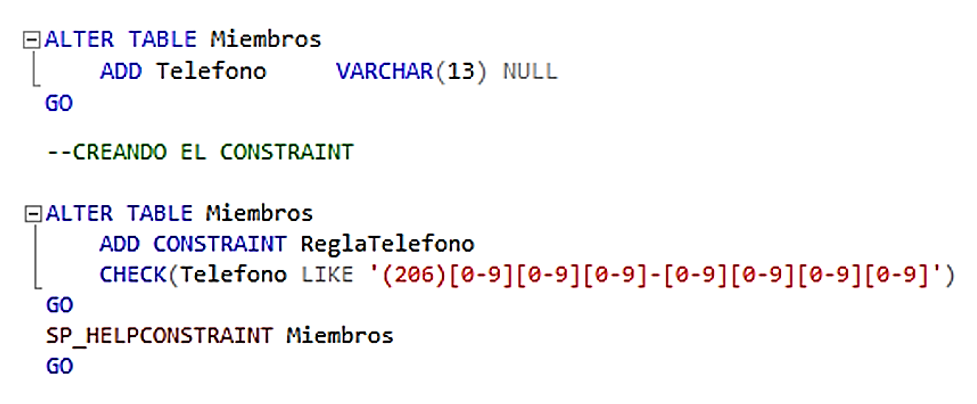 ALTER TABLE Miembros
ADD Telefono VARCHAR(13) NULL
GO
--CREANDO EL CONSTRAINT
ALTER TABLE Miembros
ADD CONSTRAINT ReglaTelefono
CHECK(Telefono LIKE '(206)[0-9][0-9][0-9]-[0-9][0-9][0-9][0-9]')
GO
SP_HELPCONSTRAINT Miembros
GO